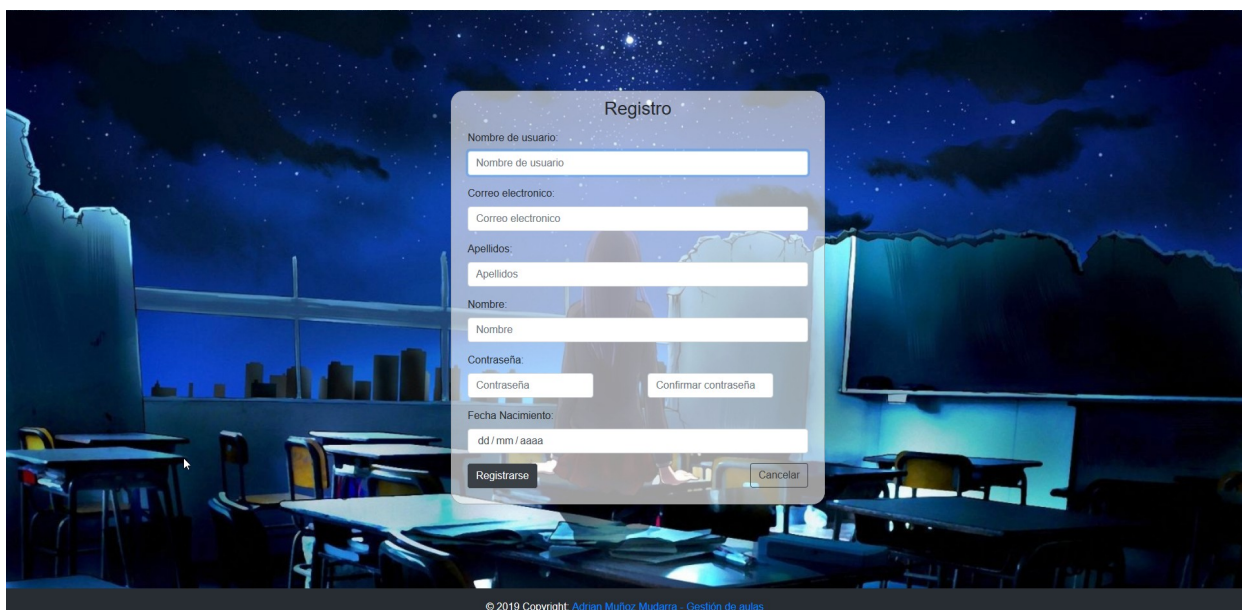 Registro
Nombre de usuario:
Nombre de usuario
Correo electronico:
Correo electronico
Apellidos:
Apellidos
Nombre:
Nombre
Contraseña:
Contraseña Confirmar contraseña
Fecha Nacimiento:
dd/mm/aaaa
Registrarse Cancelar
© 2019 Copyright: Adrian Muñoz Mudarra - Gestión de aulas